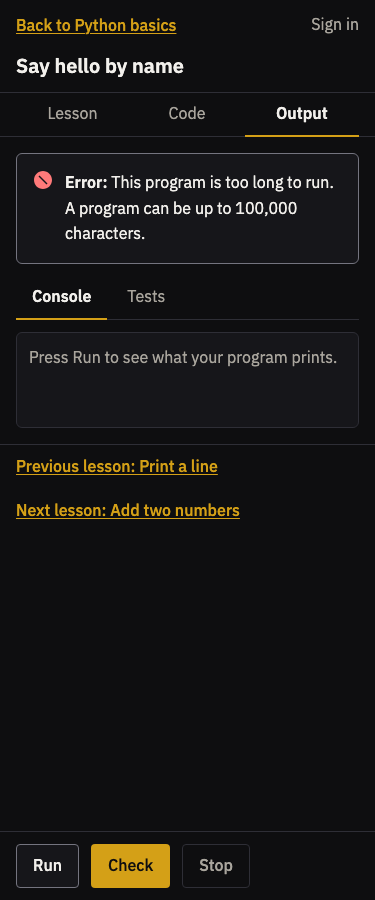 Back to Python basics
Sign in
Say hello by name
Lesson
Code
Output
Error: This program is too long to run.
A program can be up to 100,000
characters.
Console
Tests
Press Run to see what your program prints.
Previous lesson: Print a line
Next lesson: Add two numbers
Run
Check
Stop